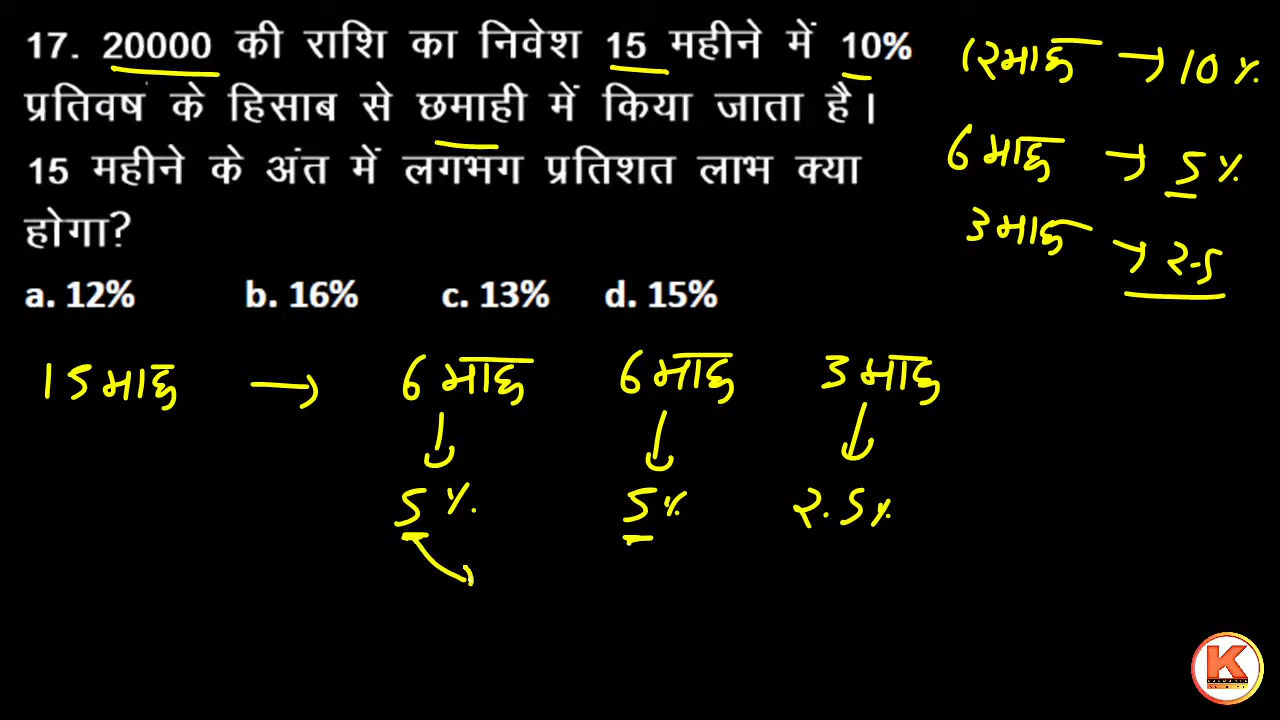 17. 20000 की राशि का निवेश 15 महीने में 10%
प्रतिवर्ष के हिसाब से छमाही में किया जाता है।
15 महीने के अंत में लगभग प्रतिशत लाभ क्या
होगा?
a. 12% b. 16% c. 13% d. 15%
12माह → 10%
6 माह → 5%
3माह → 2.5
15माह → 6माह 6माह 3माह
5% 5% 2.5%
K